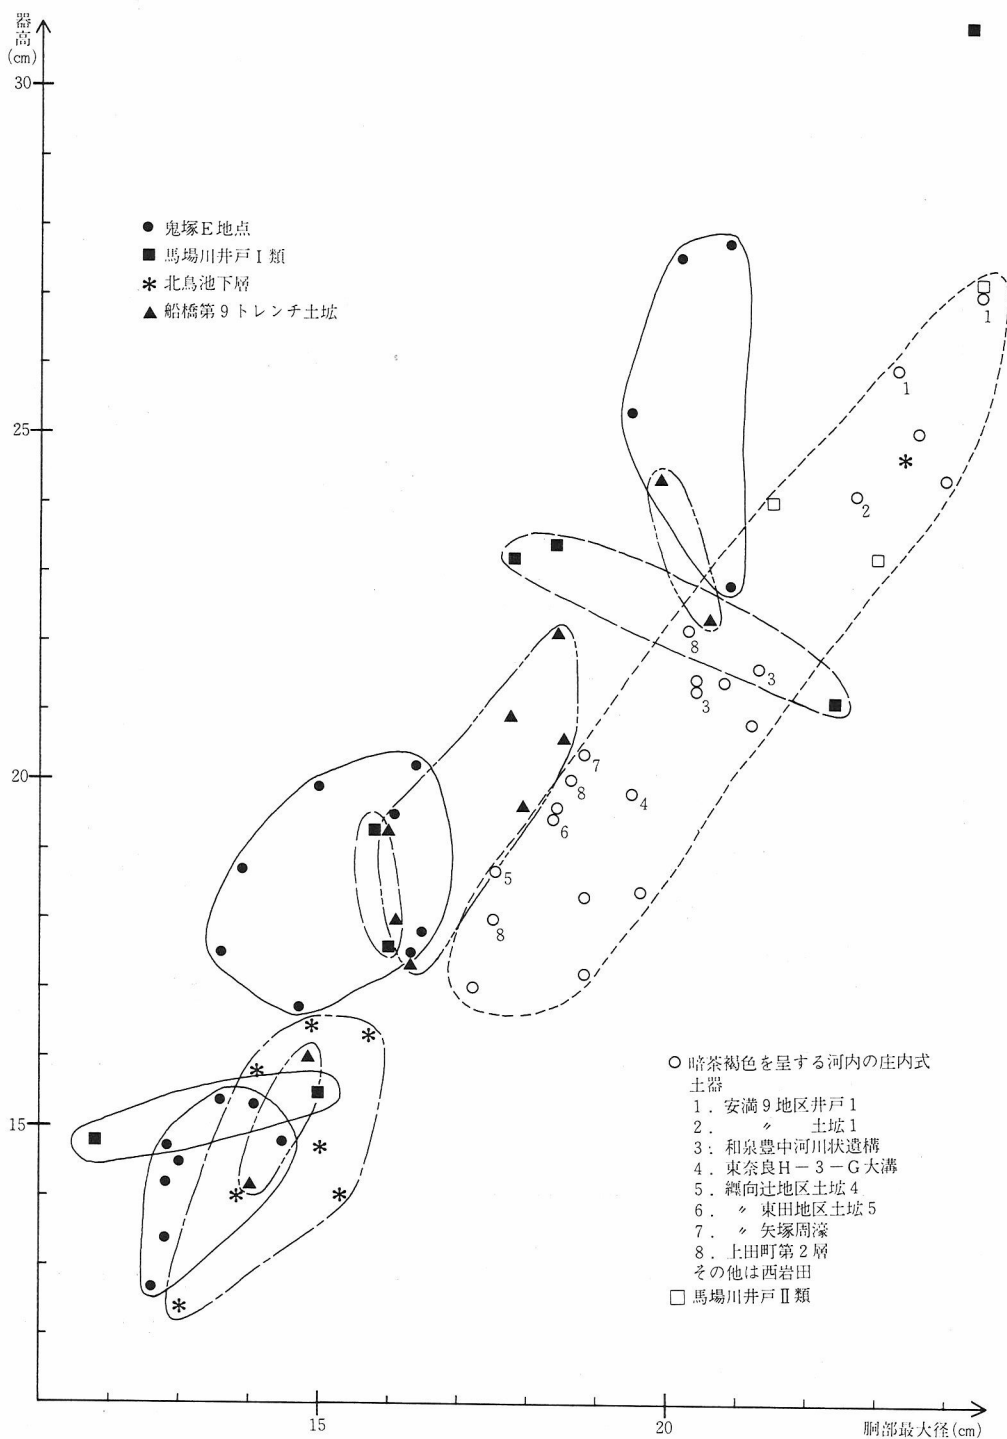 器高
(cm)
30
● 鬼塚E地点
■ 馬場川井戸Ⅰ類
* 北鳥池下層
▲ 船橋第9トレンチ土坛
1
1
25
2
8
3
3
20
7
8
4
6
5
8
15
○ 暗茶褐色を呈する河内の庄内式
土器
1. 安満9地区井戸1
2. 〃 土坛1
3. 和泉豊中河川状遺構
4. 東奈良H-3-G大溝
5. 纒向辻地区土坛4
6. 〃 東田地区土坛5
7. 〃 矢塚周濠
8. 上田町第2層
その他は西岩田
□ 馬場川井戸Ⅱ類
15
20
胴部最大径(cm)